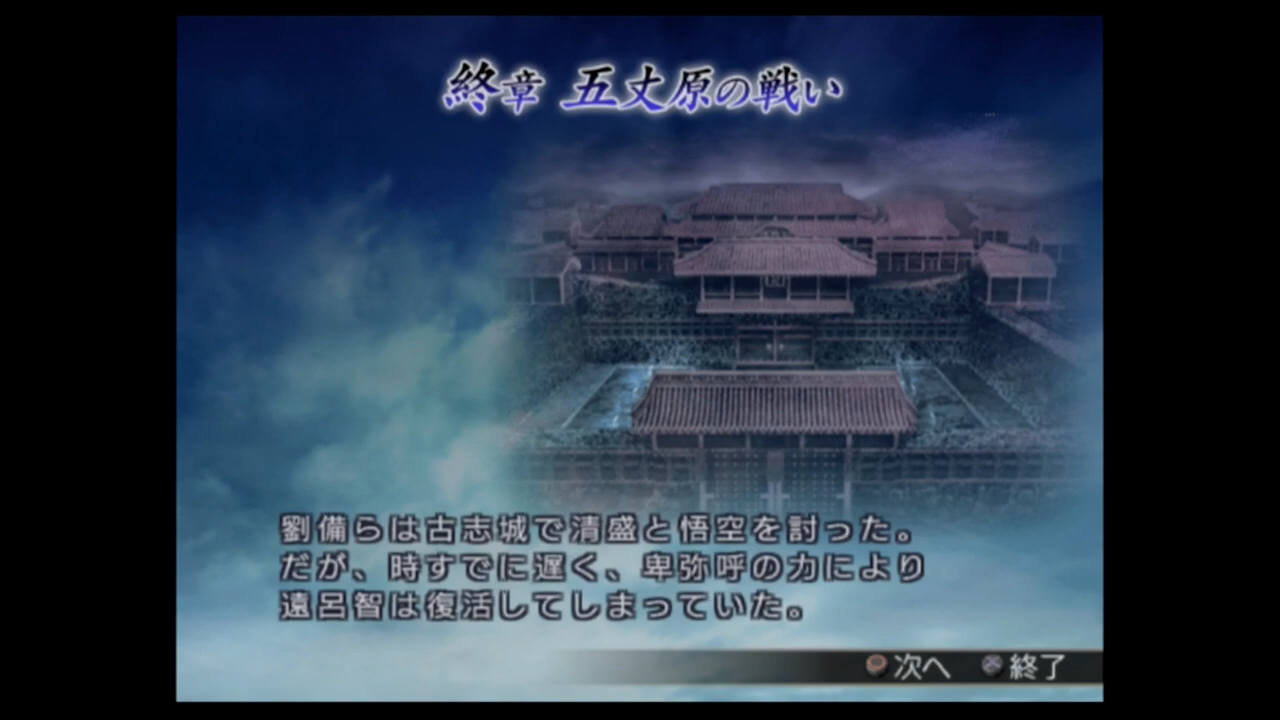 終章 五丈原の戦い
劉備らは古志城で清盛と悟空を討った。
だが、時すでに遅く、卑弥呼の力により
遠呂智は復活してしまっていた。
次へ 終了